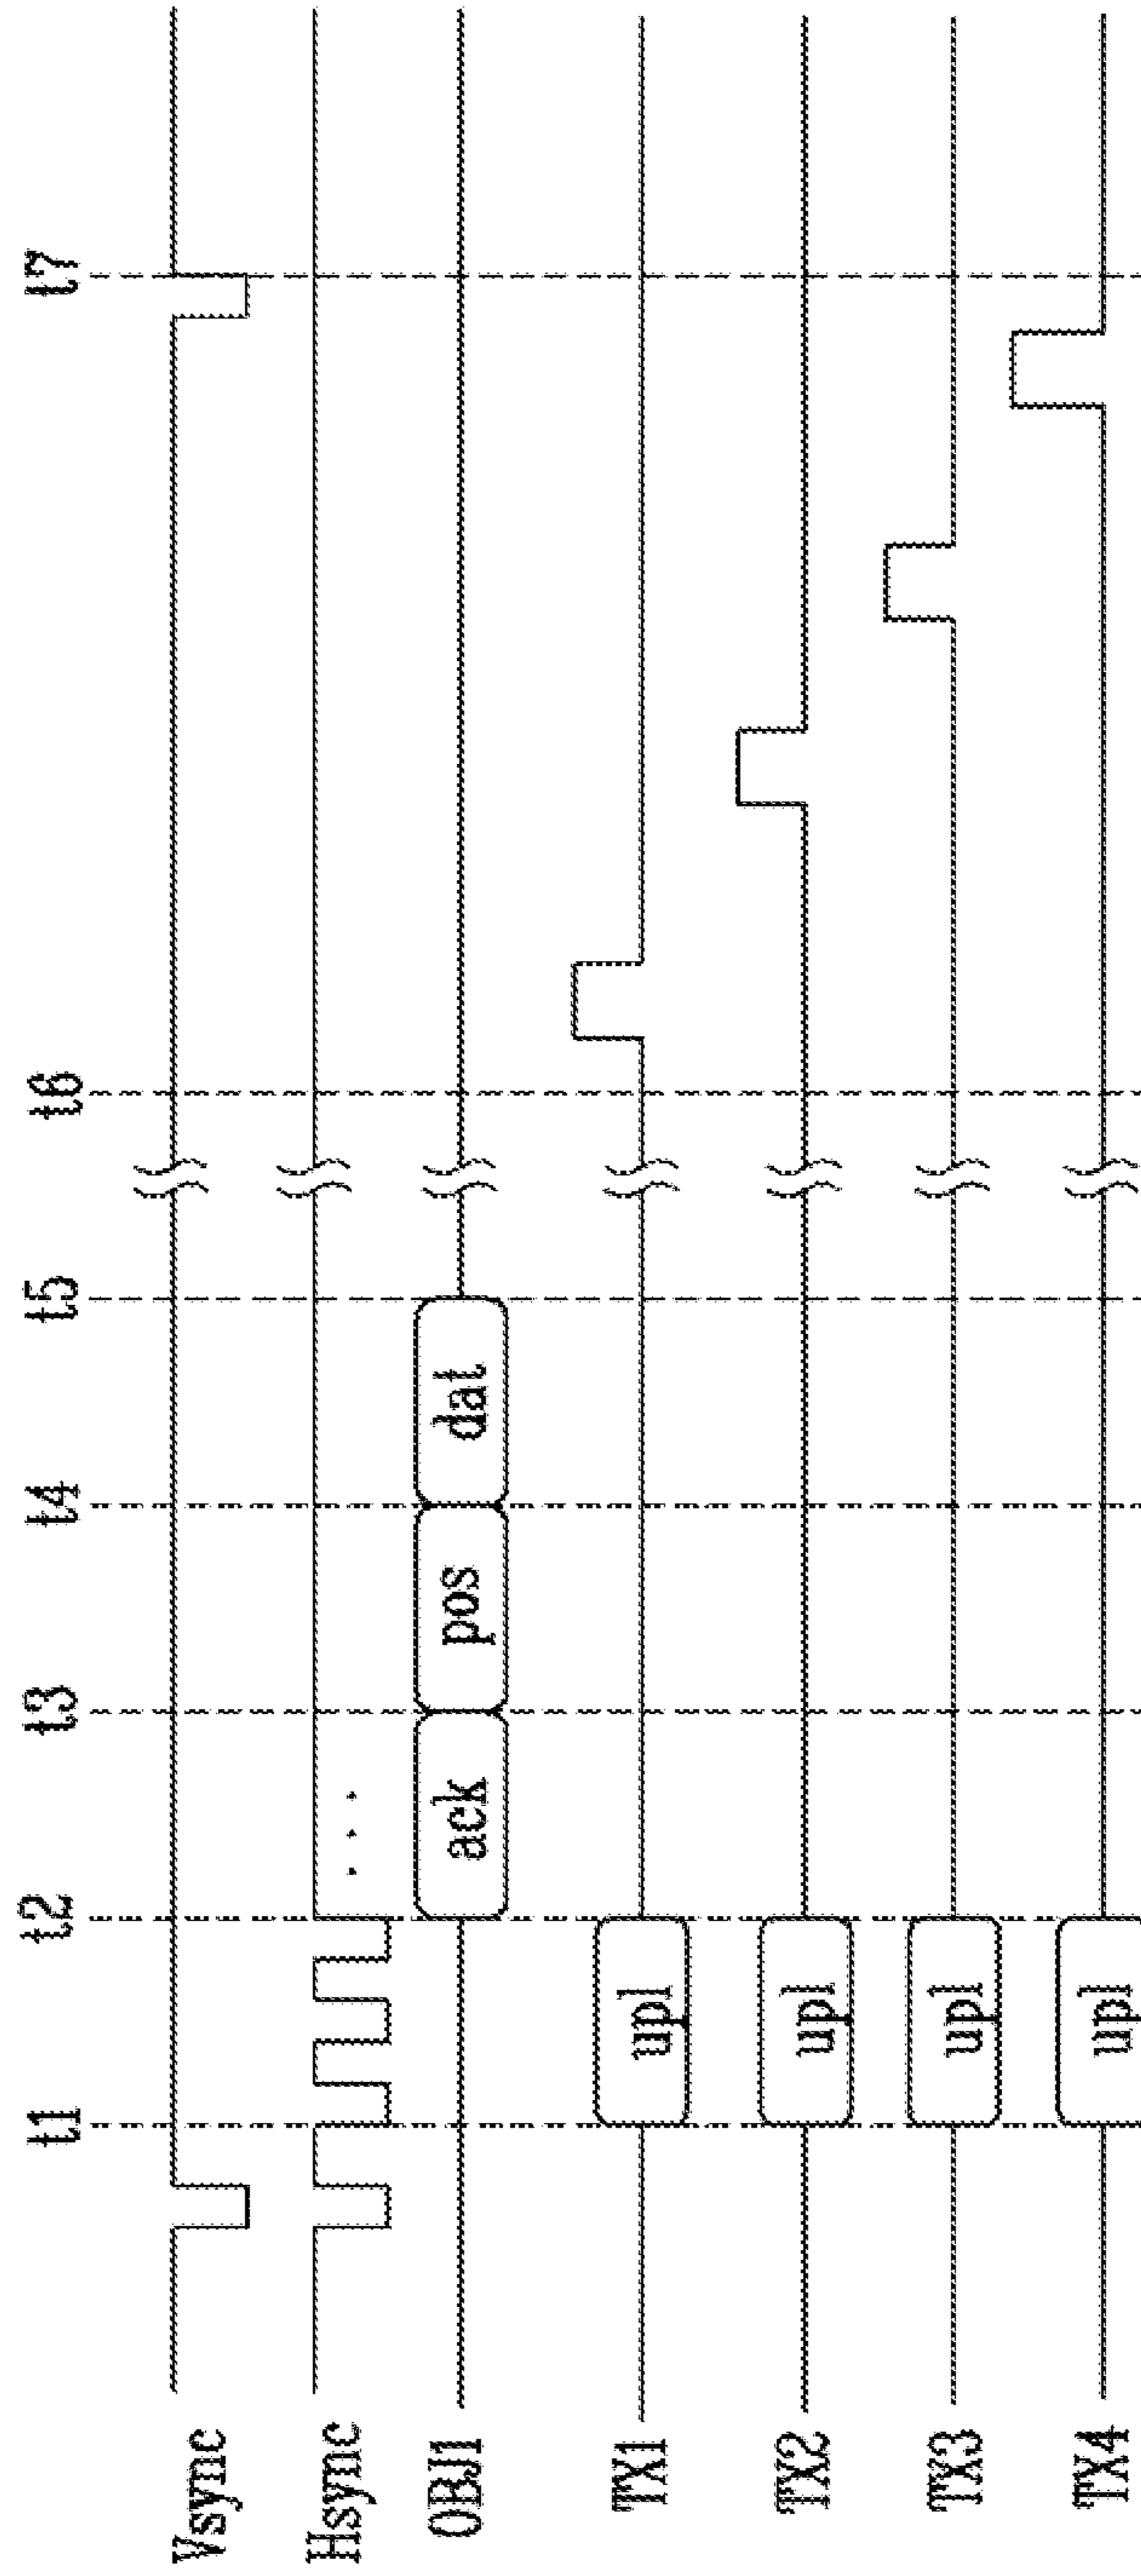 t1 t2 t3 t4 t5 t6 t7
Vsync
Hsync ...
OBJ1 ack pos dat
TX1 upl
TX2 upl
TX3 upl
TX4 upl